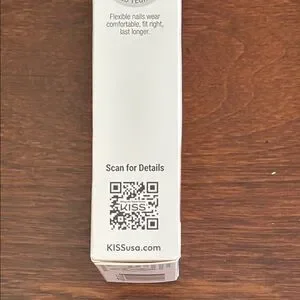 Flexible nails wear
comfortable, fit right,
last longer.
Scan for Details
KISS
KISSusa.com